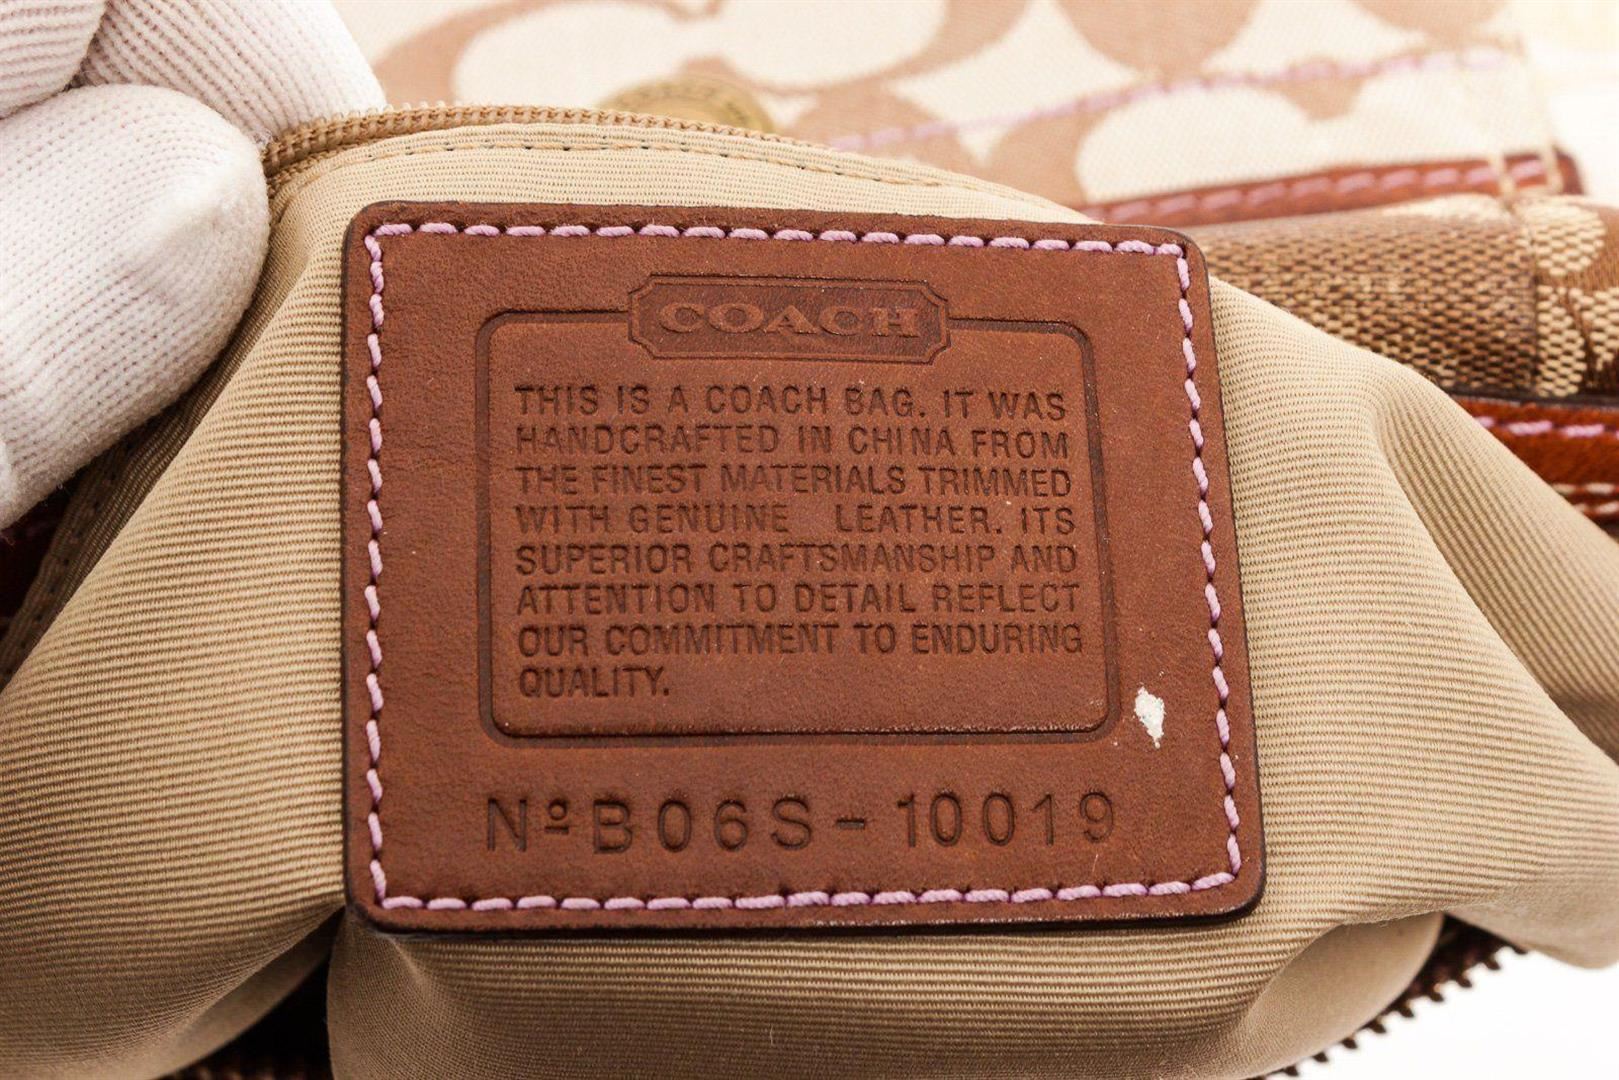 COACH
THIS IS A COACH BAG. IT WAS
HANDCRAFTED IN CHINA FROM
THE FINEST MATERIALS TRIMMED
WITH GENUINE LEATHER. ITS
SUPERIOR CRAFTSMANSHIP AND
ATTENTION TO DETAIL REFLECT
OUR COMMITMENT TO ENDURING
QUALITY.
Nº B06S-10019